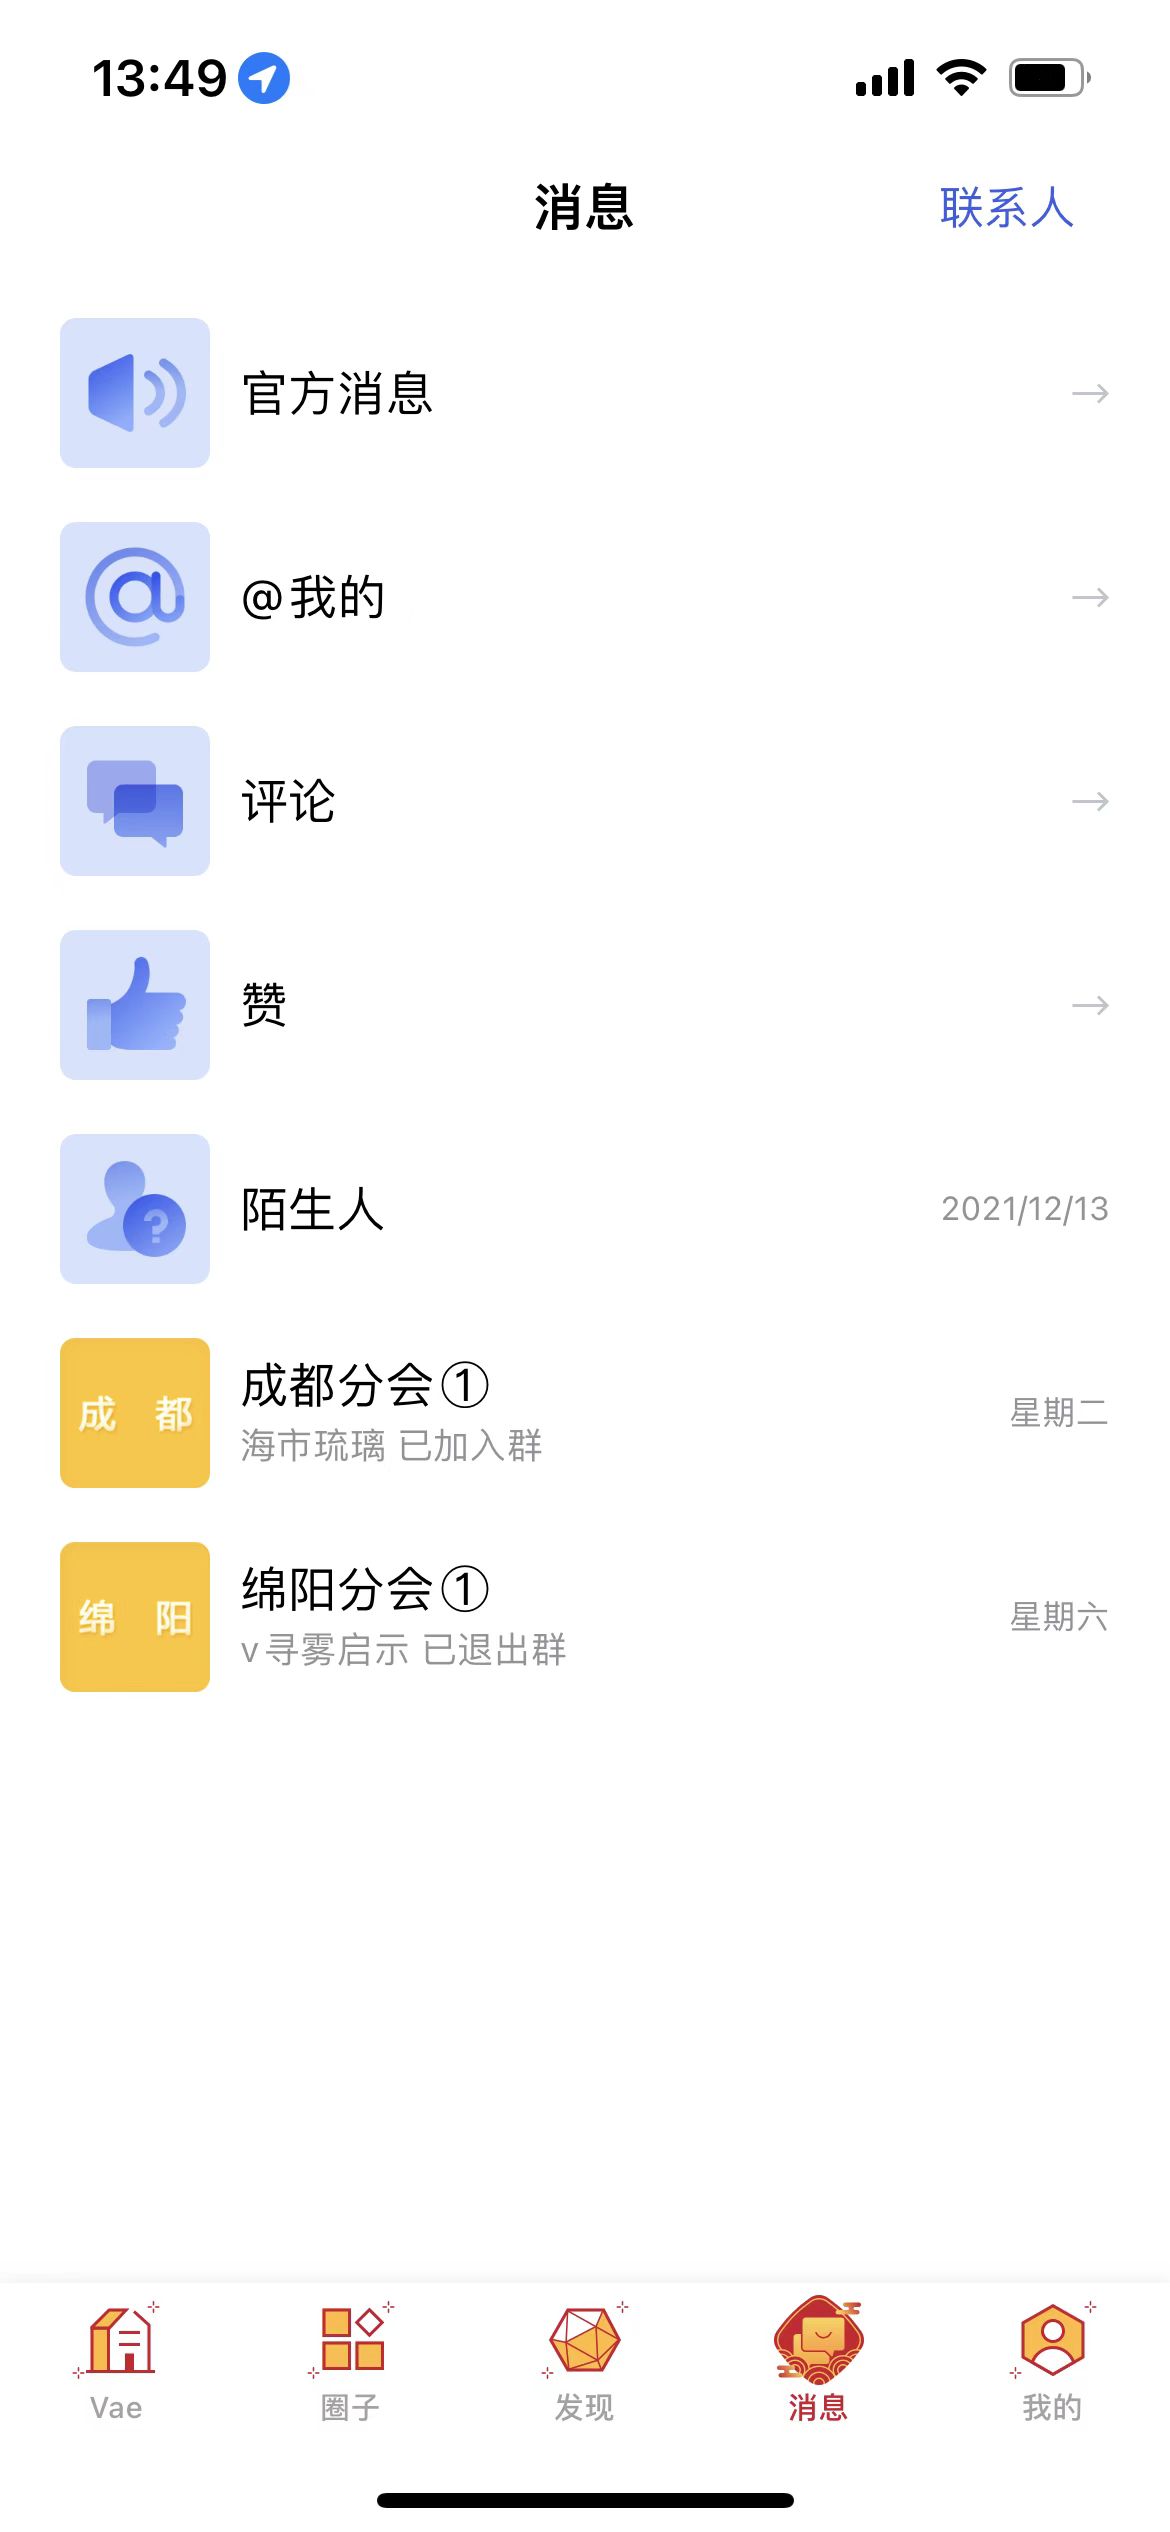 13:49
消息
联系人
官方消息
@我的
评论
赞
陌生人
2021/12/13
成 都
成都分会①
海市琉璃 已加入群
星期二
绵 阳
绵阳分会①
v寻雾启示 已退出群
星期六
Vae
圈子
发现
消息
我的